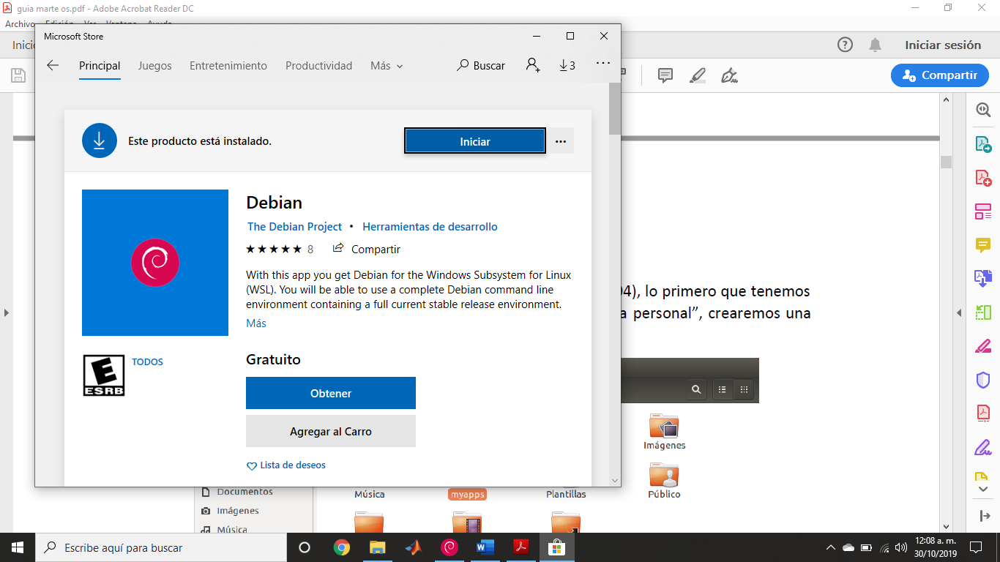 guia marte os.pdf - Adobe Acrobat Reader DC
Archivo Edición Ver Ventana Ayuda
Iniciar sesión
Compartir
Microsoft Store
Principal Juegos Entretenimiento Productividad Más Buscar 3
Este producto está instalado. Iniciar
Debian
The Debian Project • Herramientas de desarrollo
8 Compartir
With this app you get Debian for the Windows Subsystem for Linux
(WSL). You will be able to use a complete Debian command line
environment containing a full current stable release environment.
Más
E
ESRB
TODOS
Gratuito
Obtener
Agregar al Carro
Lista de deseos
04), lo primero que tenemos
a personal”, crearemos una
Imágenes
Público
Documentos
Imágenes
Música
Música myapps Plantillas
Escribe aquí para buscar
12:08 a. m.
30/10/2019